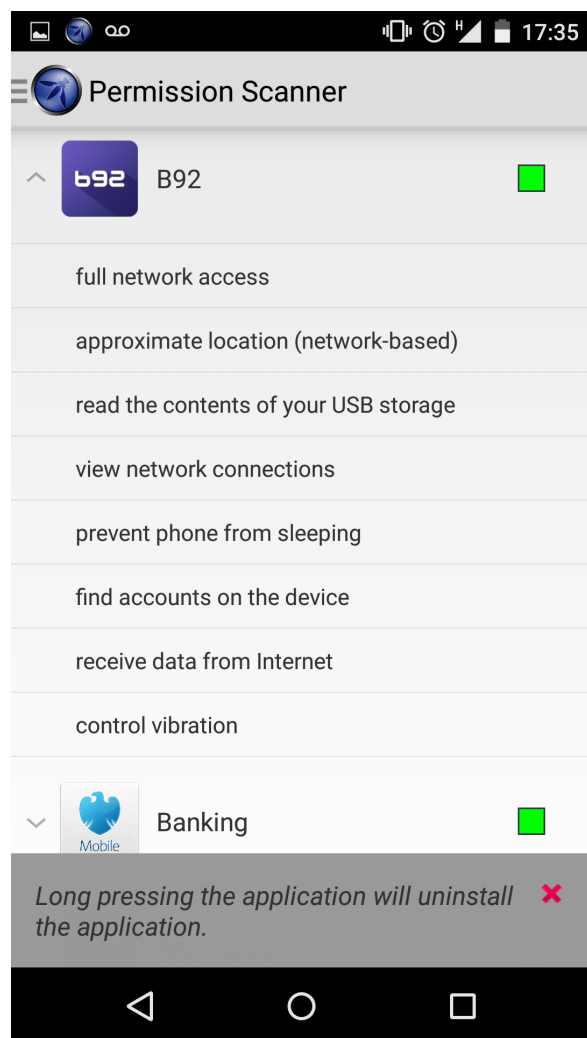 H 17:35
Permission Scanner
b92 B92
full network access
approximate location (network-based)
read the contents of your USB storage
view network connections
prevent phone from sleeping
find accounts on the device
receive data from Internet
control vibration
Banking
Mobile
Long pressing the application will uninstall
the application.